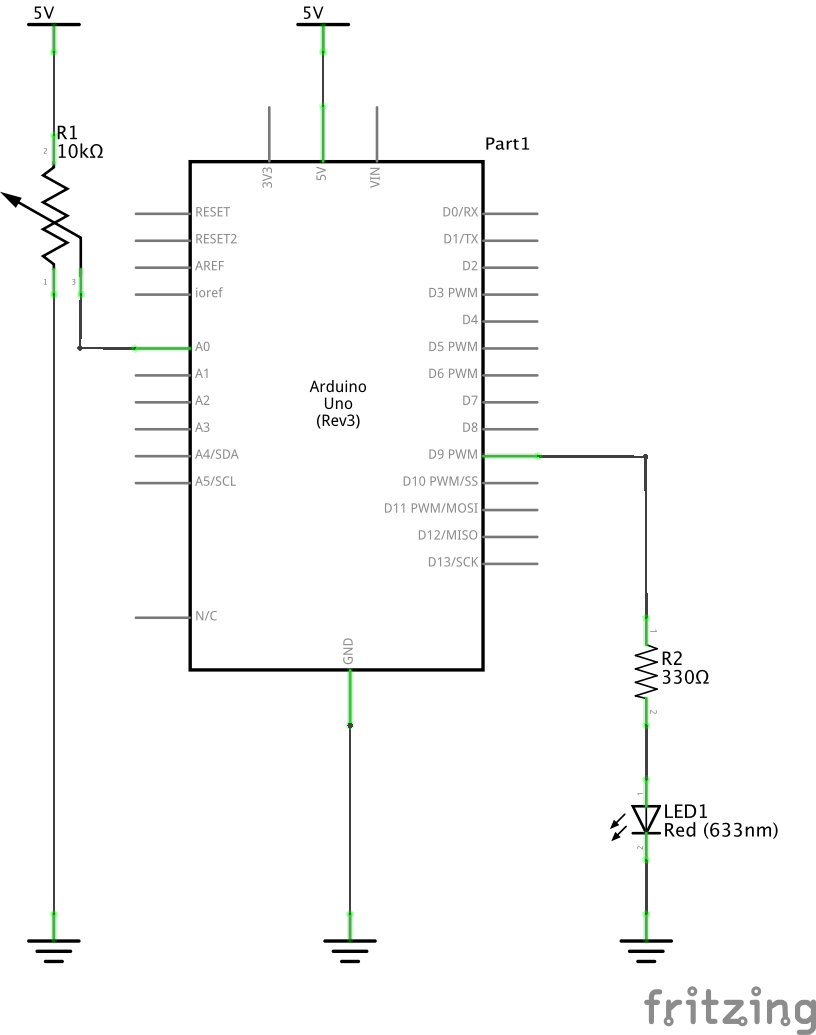 5V
5V
R1
10kΩ
2
1
3
Part1
3V3
5V
VIN
RESET
RESET2
AREF
ioref
A0
A1
A2
A3
A4/SDA
A5/SCL
N/C
Arduino
Uno
(Rev3)
D0/RX
D1/TX
D2
D3 PWM
D4
D5 PWM
D6 PWM
D7
D8
D9 PWM
D10 PWM/SS
D11 PWM/MOSI
D12/MISO
D13/SCK
GND
1
R2
330Ω
2
1
LED1
Red (633nm)
2
fritzing